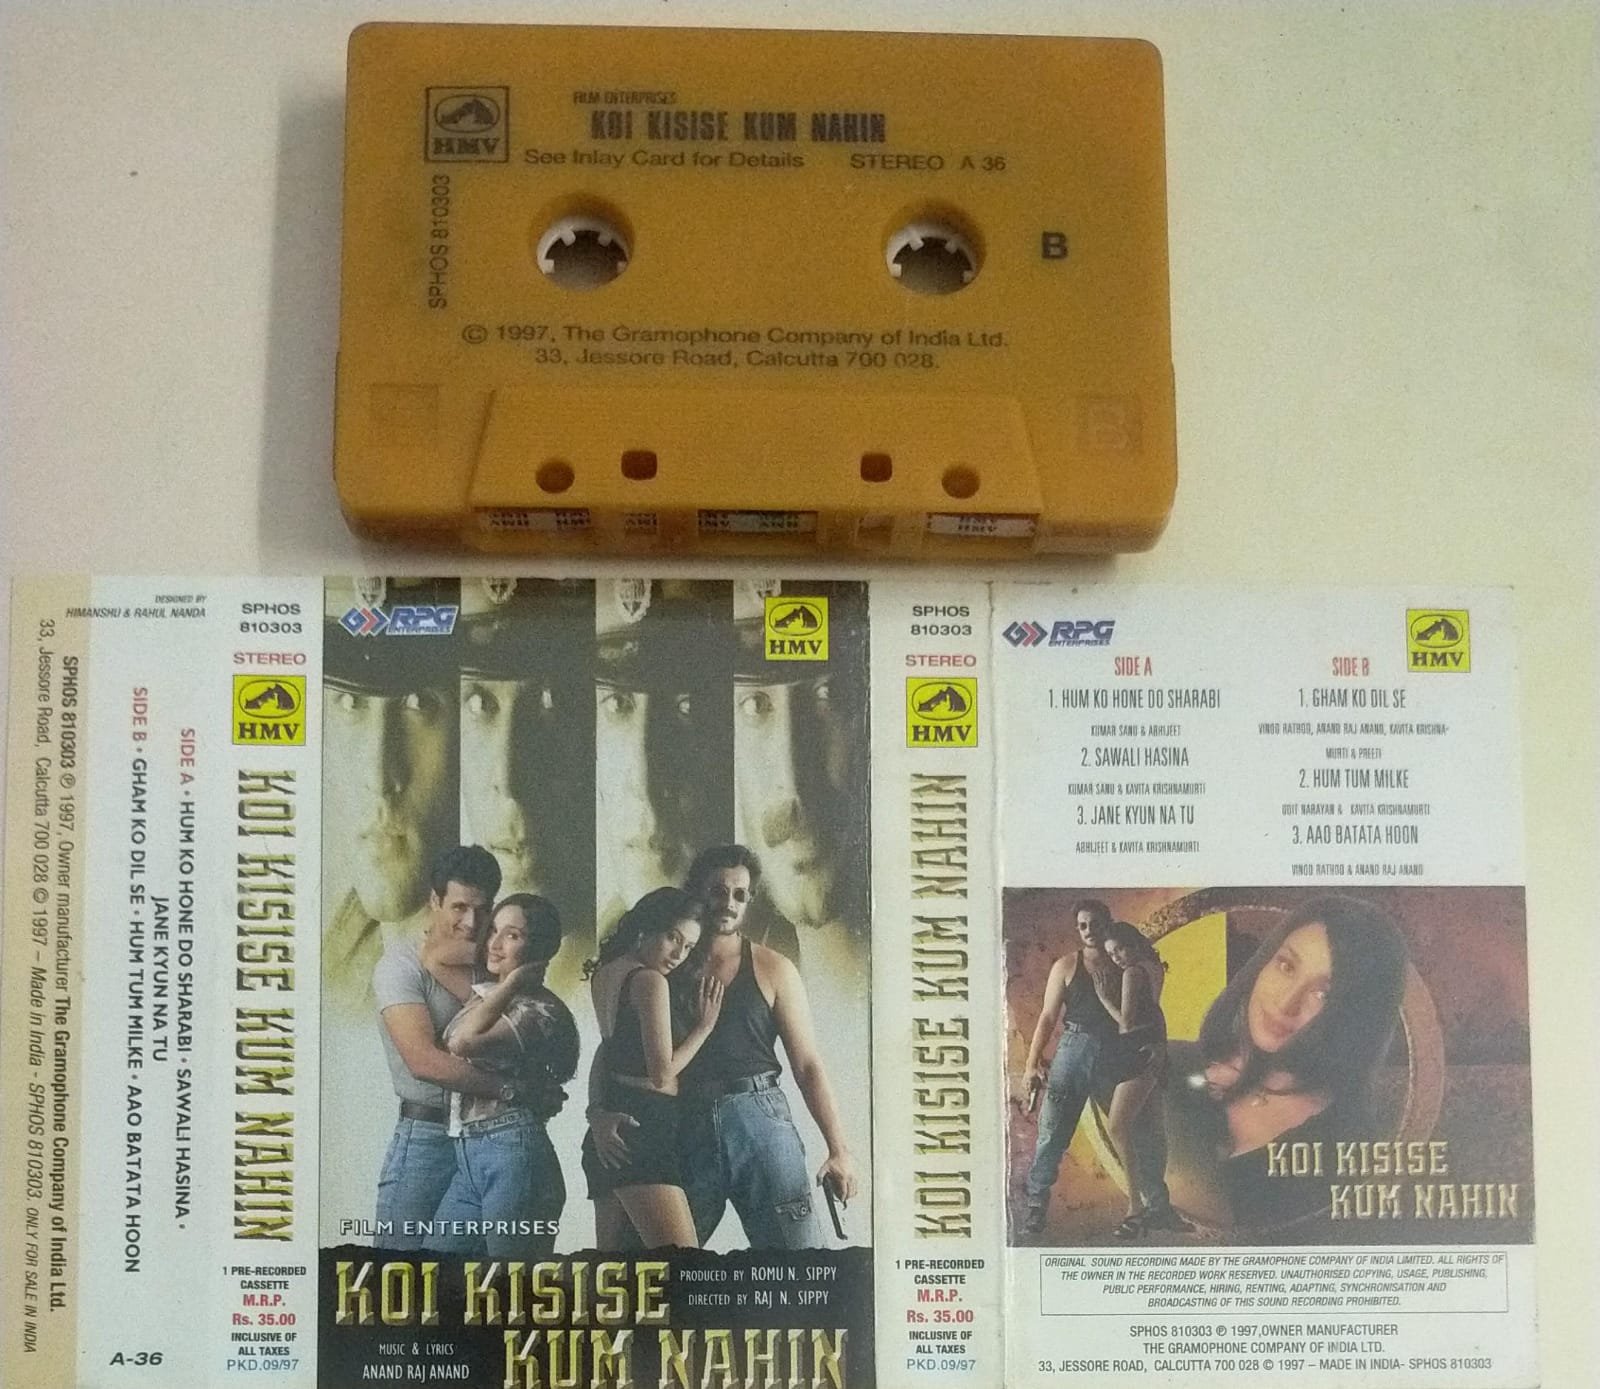 HMV
FILM ENTERPRISES
KOI KISISE KUM NAHIN
See Inlay Card for Details STEREO A 36
SPHOS 810303
B
© 1997, The Gramophone Company of India Ltd.
33, Jessore Road, Calcutta 700 028.
B
HMV
HMV
HMV
33, Jessore Road, Calcutta 700 028 © 1997 – Made in India - SPHOS 810303. ONLY FOR SALE IN INDIA
SPHOS 810303 ℗ 1997, Owner manufacturer The Gramophone Company of India Ltd.
DESIGNED BY
HIMANSHU & RAHUL NANDA
SIDE A • HUM KO HONE DO SHARABI • SAWALI HASINA •
JANE KYUN NA TU
SIDE B • GHAM KO DIL SE • HUM TUM MILKE • AAO BATATA HOON
A-36
SPHOS
810303
STEREO
HMV
KOI KISISE KUM NAHIN
1 PRE-RECORDED
CASSETTE
M.R.P.
Rs. 35.00
INCLUSIVE OF
ALL TAXES
PKD.09/97
RPG
ENTERPRISES
HMV
FILM ENTERPRISES
KOI KISISE
KUM NAHIN
PRODUCED BY ROMU N. SIPPY
DIRECTED BY RAJ N. SIPPY
MUSIC & LYRICS
ANAND RAJ ANAND
SPHOS
810303
STEREO
HMV
KOI KISISE KUM NAHIN
1 PRE-RECORDED
CASSETTE
M.R.P.
Rs. 35.00
INCLUSIVE OF
ALL TAXES
PKD.09/97
RPG
ENTERPRISES
HMV
SIDE A
1. HUM KO HONE DO SHARABI
KUMAR SANU & ABHIJEET
2. SAWALI HASINA
KUMAR SANU & KAVITA KRISHNAMURTI
3. JANE KYUN NA TU
ABHIJEET & KAVITA KRISHNAMURTI
SIDE B
1. GHAM KO DIL SE
VINOD RATHOD, ANAND RAJ ANAND, KAVITA KRISHNA-
MURTI & PREETI
2. HUM TUM MILKE
UDIT NARAYAN & KAVITA KRISHNAMURTI
3. AAO BATATA HOON
VINOD RATHOD & ANAND RAJ ANAND
KOI KISISE
KUM NAHIN
ORIGINAL SOUND RECORDING MADE BY THE GRAMOPHONE COMPANY OF INDIA LIMITED. ALL RIGHTS OF
THE OWNER IN THE RECORDED WORK RESERVED. UNAUTHORISED COPYING, USAGE, PUBLISHING,
PUBLIC PERFORMANCE, HIRING, RENTING, ADAPTING, SYNCHRONISATION AND
BROADCASTING OF THIS SOUND RECORDING PROHIBITED.
SPHOS 810303 ℗ 1997,OWNER MANUFACTURER
THE GRAMOPHONE COMPANY OF INDIA LTD.
33, JESSORE ROAD, CALCUTTA 700 028 © 1997 – MADE IN INDIA- SPHOS 810303